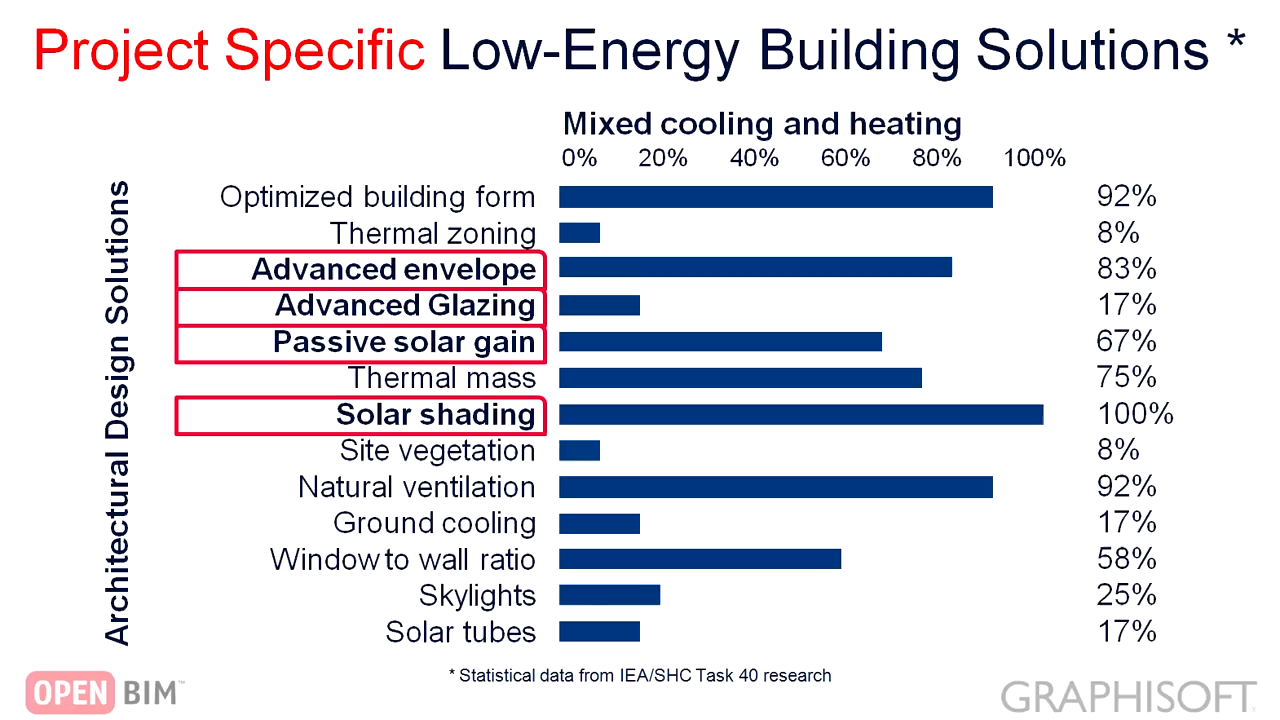 Project Specific Low-Energy Building Solutions *
Mixed cooling and heating
0% 20% 40% 60% 80% 100%
Architectural Design Solutions
Optimized building form 92%
Thermal zoning 8%
Advanced envelope 83%
Advanced Glazing 17%
Passive solar gain 67%
Thermal mass 75%
Solar shading 100%
Site vegetation 8%
Natural ventilation 92%
Ground cooling 17%
Window to wall ratio 58%
Skylights 25%
Solar tubes 17%
* Statistical data from IEA/SHC Task 40 research
OPEN BIM™
GRAPHISOFT.